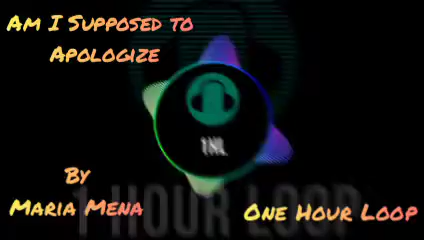 Am I Supposed to
Apologize
1HL
By
Maria Mena
One Hour Loop
1 HOUR LOOP